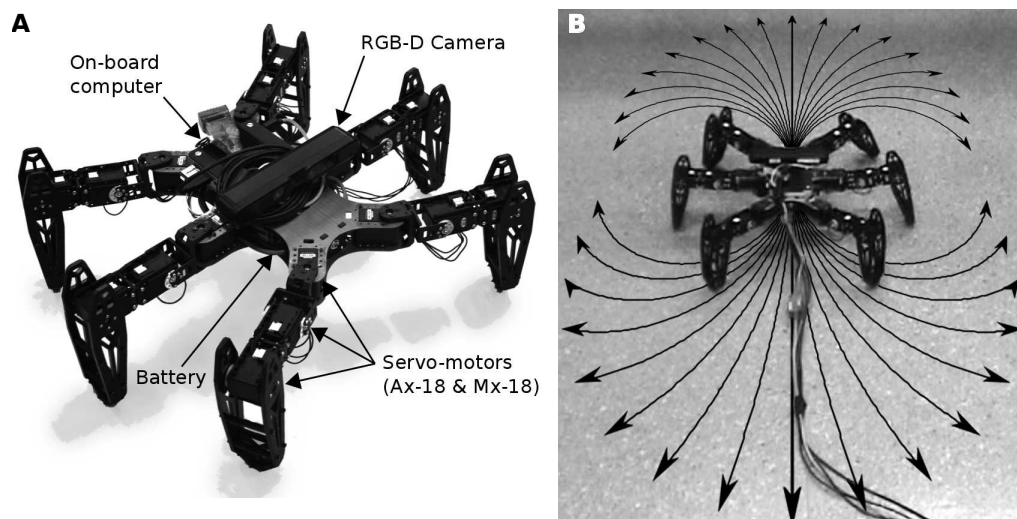 A
RGB-D Camera
On-board
computer
Battery
Servo-motors
(Ax-18 & Mx-18)
B